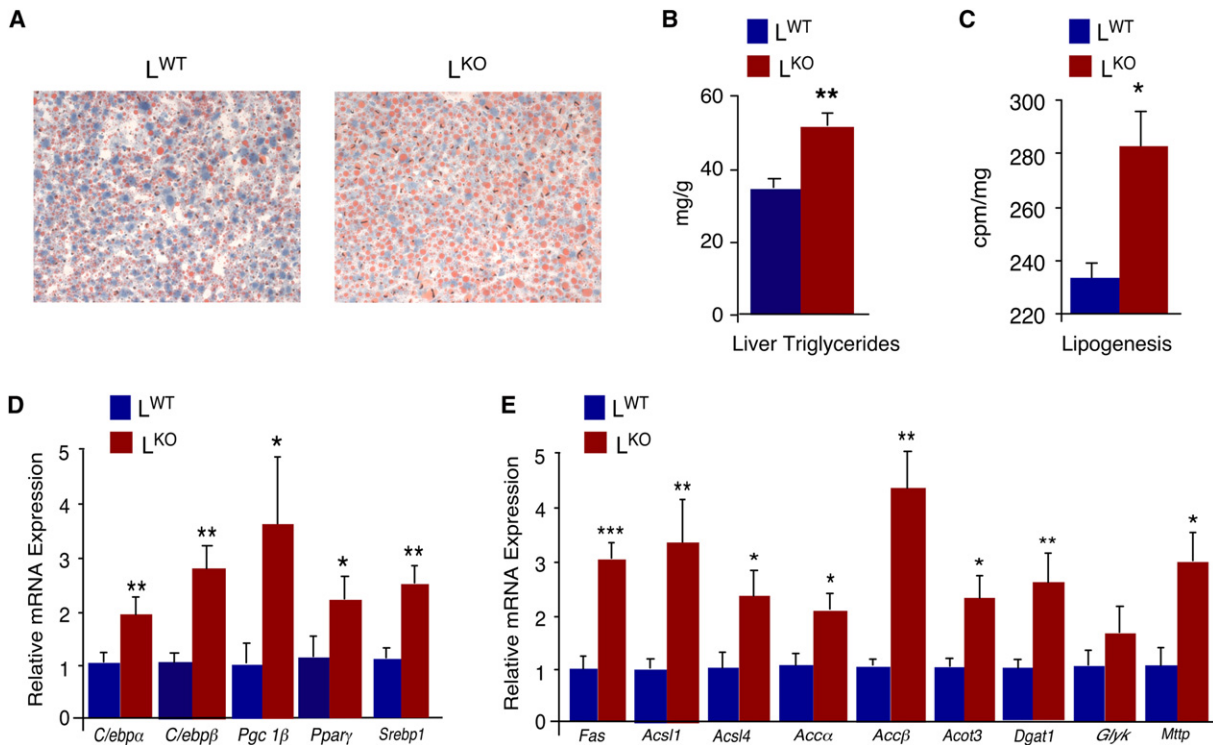 A
L^WT
L^KO
B
L^WT
L^KO
**
60
40
20
0
mg/g
Liver Triglycerides
C
L^WT
L^KO
*
300
280
260
240
220
cpm/mg
Lipogenesis
D
L^WT
L^KO
5
4
3
2
1
0
Relative mRNA Expression
** ** * * **
C/ebpα C/ebpβ Pgc 1β Pparγ Srebp1
E
L^WT
L^KO
5
4
3
2
1
0
Relative mRNA Expression
*** ** * * ** * ** *
Fas Acsl1 Acsl4 Accα Accβ Acot3 Dgat1 Glyk Mttp